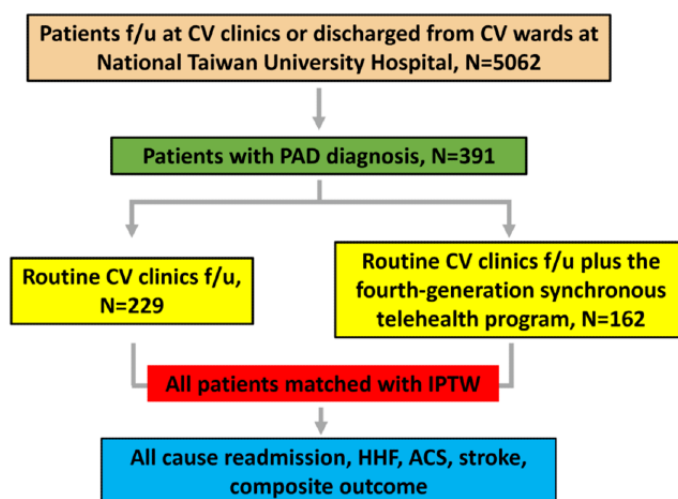 Patients f/u at CV clinics or discharged from CV wards at
National Taiwan University Hospital, N=5062
Patients with PAD diagnosis, N=391
Routine CV clinics f/u,
N=229
Routine CV clinics f/u plus the
fourth-generation synchronous
telehealth program, N=162
All patients matched with IPTW
All cause readmission, HHF, ACS, stroke,
composite outcome